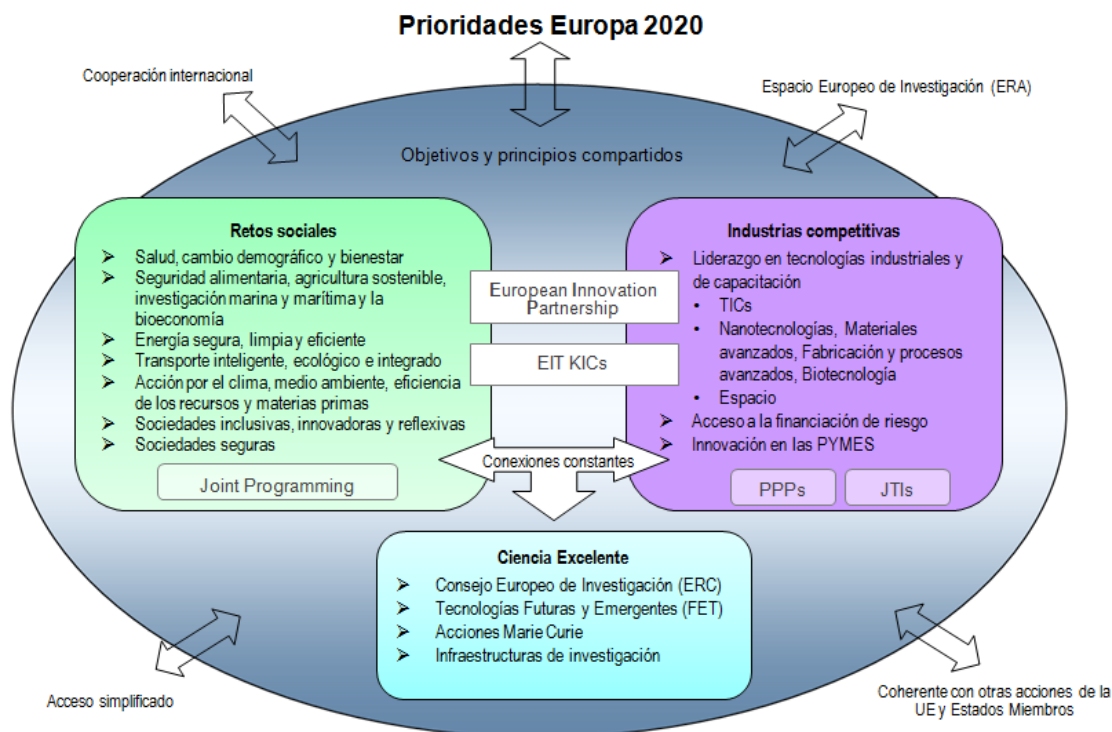 Prioridades Europa 2020
Cooperación internacional
Espacio Europeo de Investigación (ERA)
Objetivos y principios compartidos
Retos sociales
Salud, cambio demográfico y bienestar
Seguridad alimentaria, agricultura sostenible,
investigación marina y marítima y la
bioeconomía
Energía segura, limpia y eficiente
Transporte inteligente, ecológico e integrado
Acción por el clima, medio ambiente, eficiencia
de los recursos y materias primas
Sociedades inclusivas, innovadoras y reflexivas
Sociedades seguras
Joint Programming
European Innovation
Partnership
EIT KICs
Conexiones constantes
Industrias competitivas
Liderazgo en tecnologías industriales y
de capacitación
• TICs
• Nanotecnologías, Materiales
avanzados, Fabricación y procesos
avanzados, Biotecnología
• Espacio
Acceso a la financiación de riesgo
Innovación en las PYMES
PPPs
JTIs
Ciencia Excelente
Consejo Europeo de Investigación (ERC)
Tecnologías Futuras y Emergentes (FET)
Acciones Marie Curie
Infraestructuras de investigación
Acceso simplificado
Coherente con otras acciones de la
UE y Estados Miembros